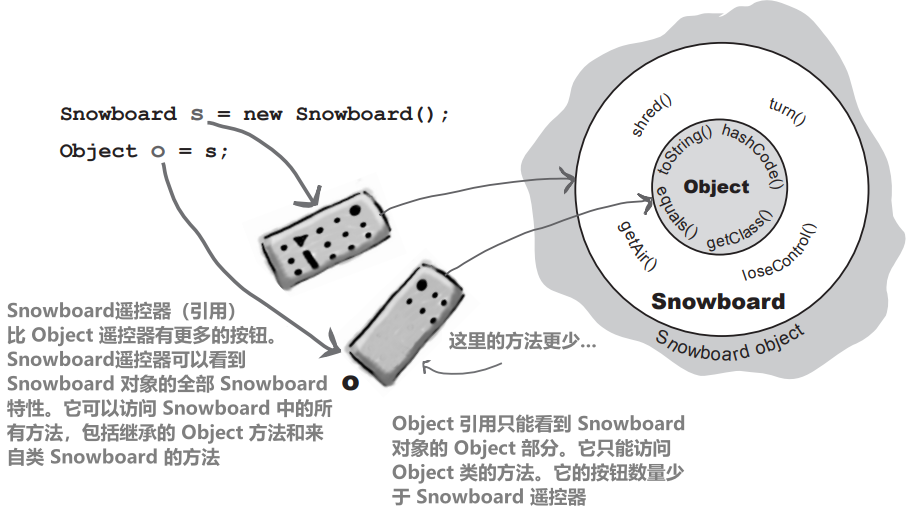 Snowboard s = new Snowboard();
Object o = s;
Snowboard遥控器（引用）
比 Object 遥控器有更多的按钮。
Snowboard遥控器可以看到
Snowboard 对象的全部 Snowboard
特性。它可以访问 Snowboard 中的所
有方法，包括继承的 Object 方法和来
自类 Snowboard 的方法
o
这里的方法更少...
Object 引用只能看到 Snowboard
对象的 Object 部分。它只能访问
Object 类的方法。它的按钮数量少
于 Snowboard 遥控器
shred()
turn()
toString()
hashCode()
Object
equals()
getClass()
getAir()
loseControl()
Snowboard
Snowboard object